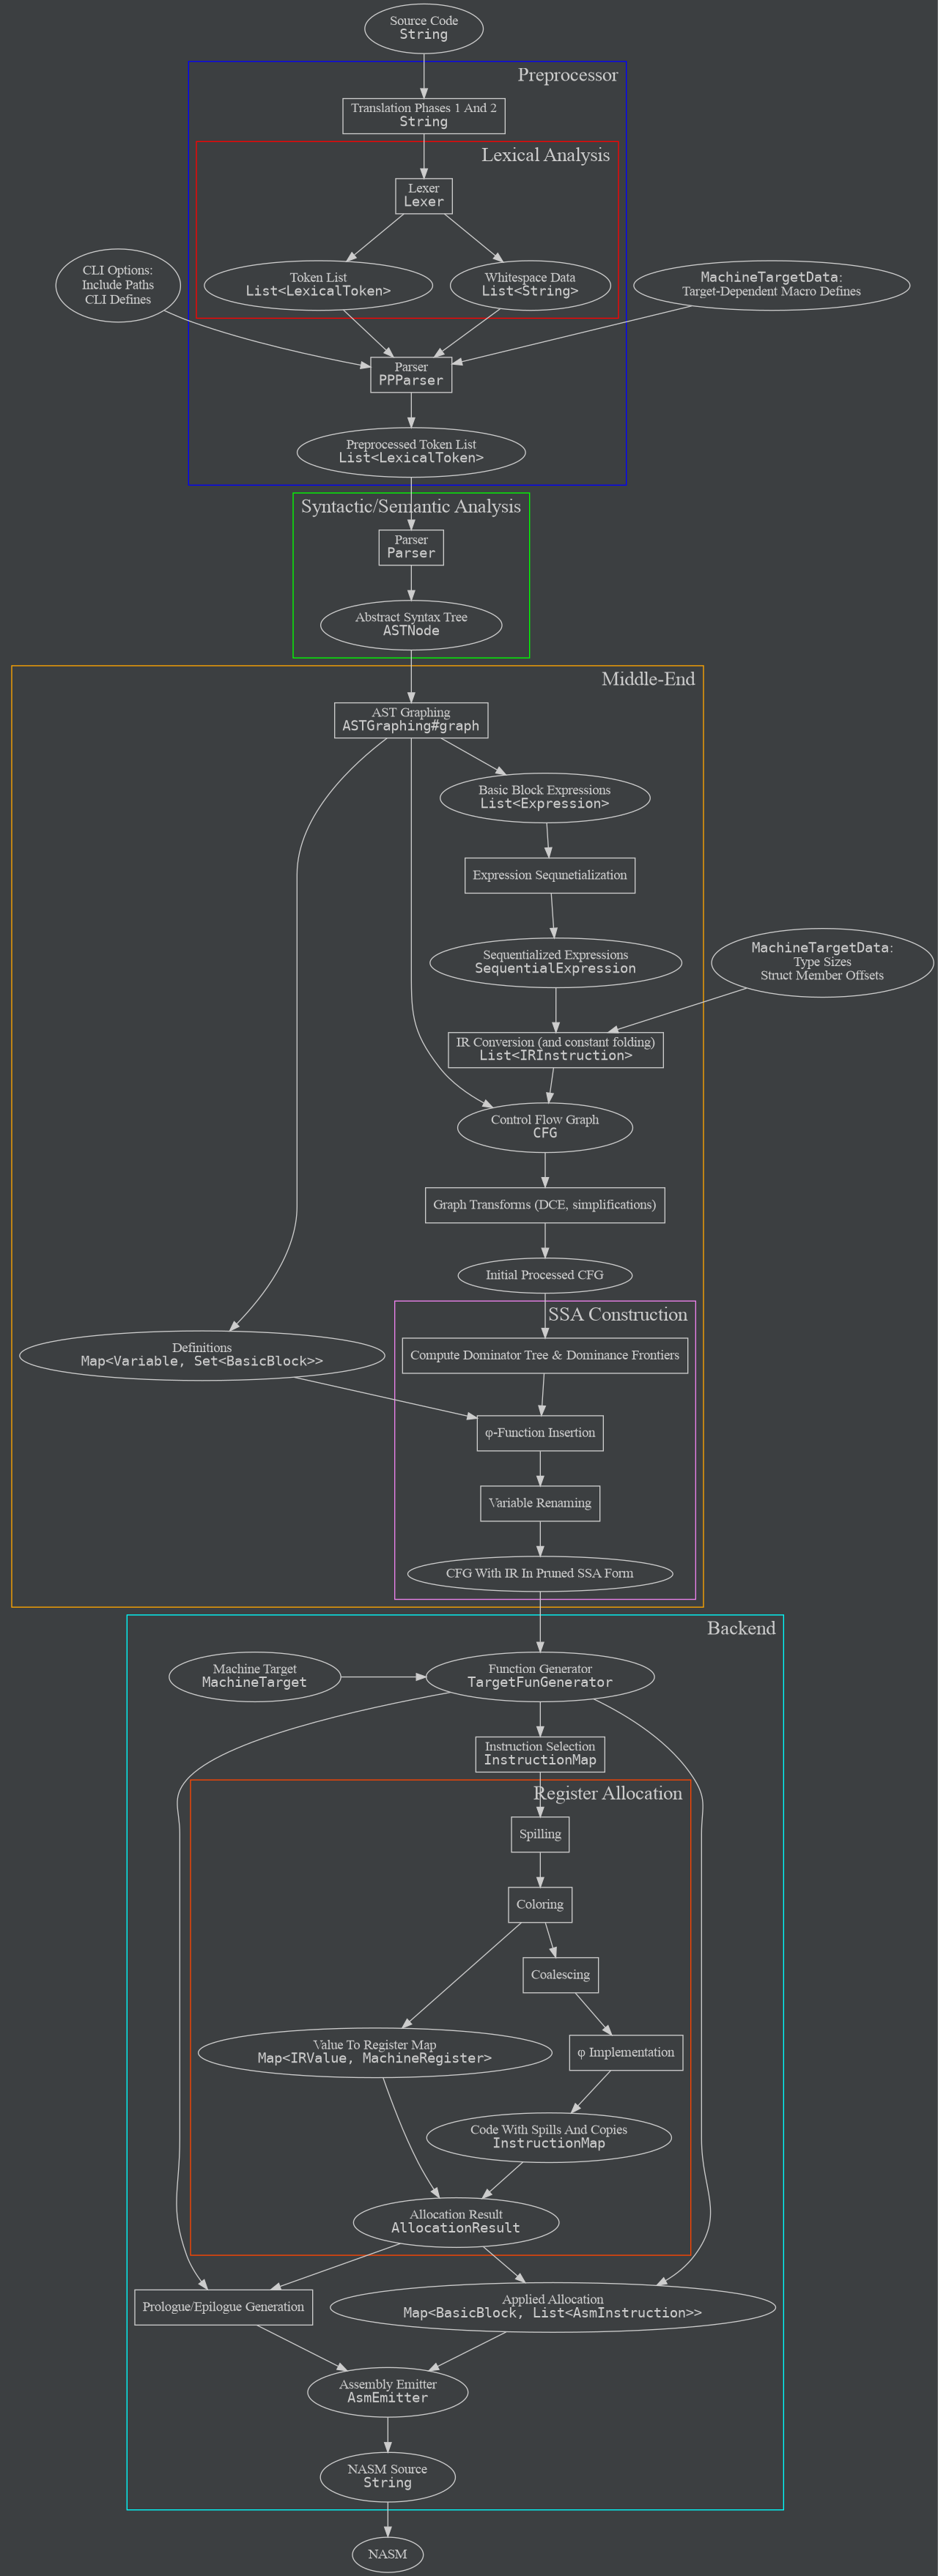 Source Code
String
Preprocessor
Translation Phases 1 And 2
String
Lexical Analysis
Lexer
Lexer
CLI Options:
Include Paths
CLI Defines
Token List
List<LexicalToken>
Whitespace Data
List<String>
MachineTargetData:
Target-Dependent Macro Defines
Parser
PPParser
Preprocessed Token List
List<LexicalToken>
Syntactic/Semantic Analysis
Parser
Parser
Abstract Syntax Tree
ASTNode
Middle-End
AST Graphing
ASTGraphing#graph
Basic Block Expressions
List<Expression>
Expression Sequnetialization
Sequentialized Expressions
SequentialExpression
MachineTargetData:
Type Sizes
Struct Member Offsets
IR Conversion (and constant folding)
List<IRInstruction>
Control Flow Graph
CFG
Graph Transforms (DCE, simplifications)
Initial Processed CFG
SSA Construction
Definitions
Map<Variable, Set<BasicBlock>>
Compute Dominator Tree & Dominance Frontiers
φ-Function Insertion
Variable Renaming
CFG With IR In Pruned SSA Form
Backend
Machine Target
MachineTarget
Function Generator
TargetFunGenerator
Instruction Selection
InstructionMap
Register Allocation
Spilling
Coloring
Coalescing
Value To Register Map
Map<IRValue, MachineRegister>
φ Implementation
Code With Spills And Copies
InstructionMap
Allocation Result
AllocationResult
Prologue/Epilogue Generation
Applied Allocation
Map<BasicBlock, List<AsmInstruction>>
Assembly Emitter
AsmEmitter
NASM Source
String
NASM